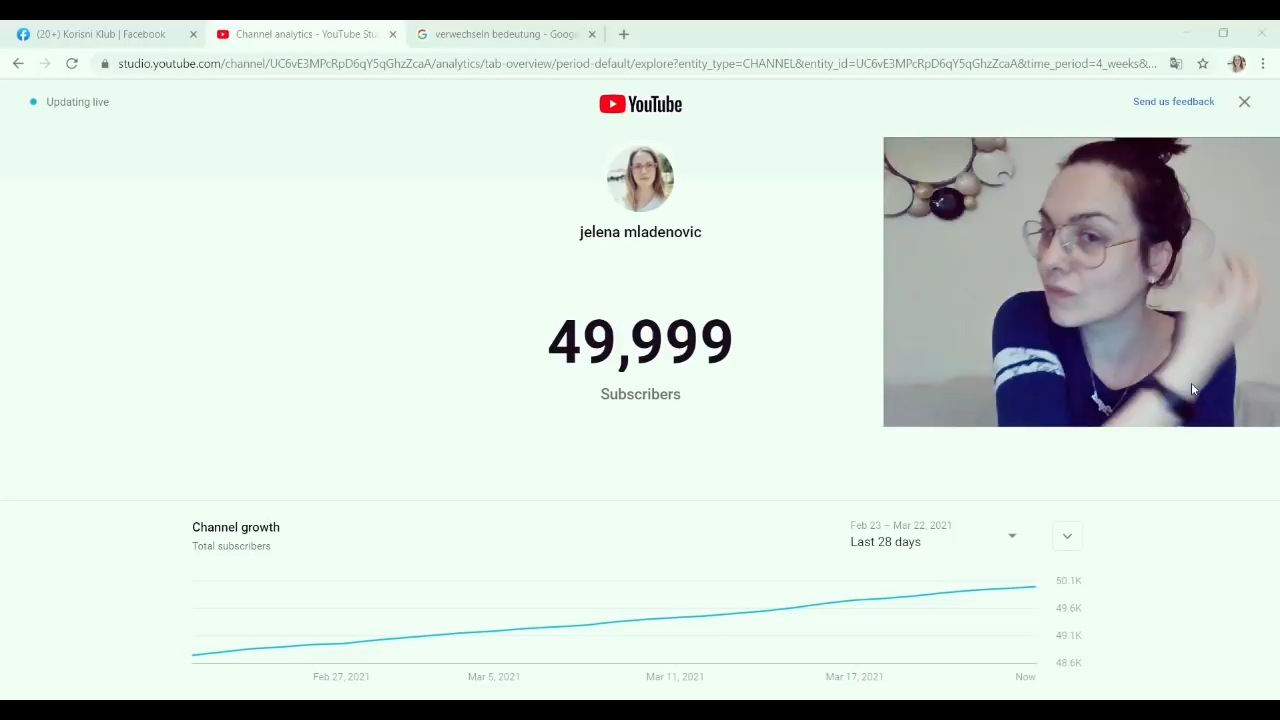 (20+) Korisni Klub | Facebook
Channel analytics - YouTube Stu
verwechseln bedeutung - Goog
studio.youtube.com/channel/UC6vE3MPcRpD6qY5qGhzZcaA/analytics/tab-overview/period-default/explore?entity_type=CHANNEL&entity_id=UC6vE3MPcRpD6qY5qGhzZcaA&time_period=4_weeks&...
Updating live
YouTube
Send us feedback
jelena mladenovic
49,999
Subscribers
Channel growth
Total subscribers
Feb 23 – Mar 22, 2021
Last 28 days
50.1K
49.6K
49.1K
48.6K
Feb 27, 2021
Mar 5, 2021
Mar 11, 2021
Mar 17, 2021
Now